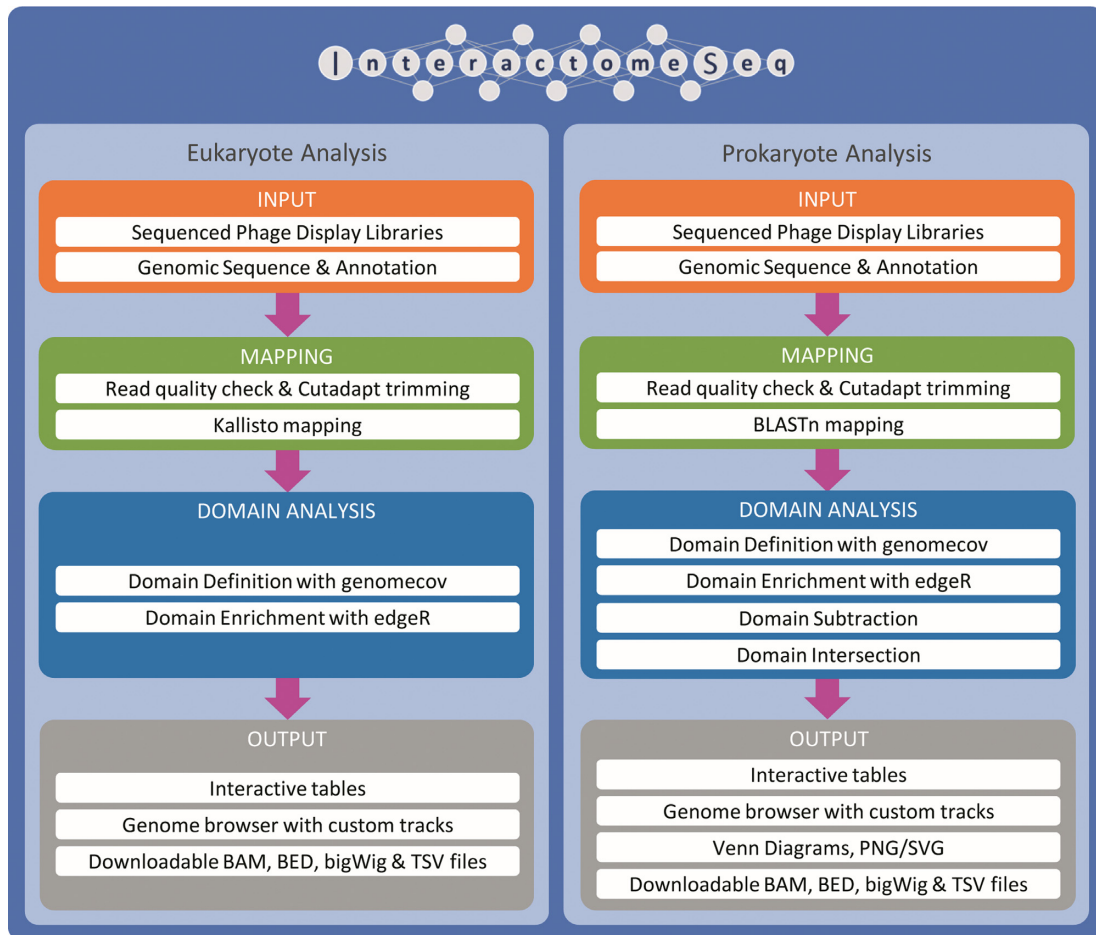 InteractomeSeq
Eukaryote Analysis
INPUT
Sequenced Phage Display Libraries
Genomic Sequence & Annotation
MAPPING
Read quality check & Cutadapt trimming
Kallisto mapping
DOMAIN ANALYSIS
Domain Definition with genomecov
Domain Enrichment with edgeR
OUTPUT
Interactive tables
Genome browser with custom tracks
Downloadable BAM, BED, bigWig & TSV files
Prokaryote Analysis
INPUT
Sequenced Phage Display Libraries
Genomic Sequence & Annotation
MAPPING
Read quality check & Cutadapt trimming
BLASTn mapping
DOMAIN ANALYSIS
Domain Definition with genomecov
Domain Enrichment with edgeR
Domain Subtraction
Domain Intersection
OUTPUT
Interactive tables
Genome browser with custom tracks
Venn Diagrams, PNG/SVG
Downloadable BAM, BED, bigWig & TSV files